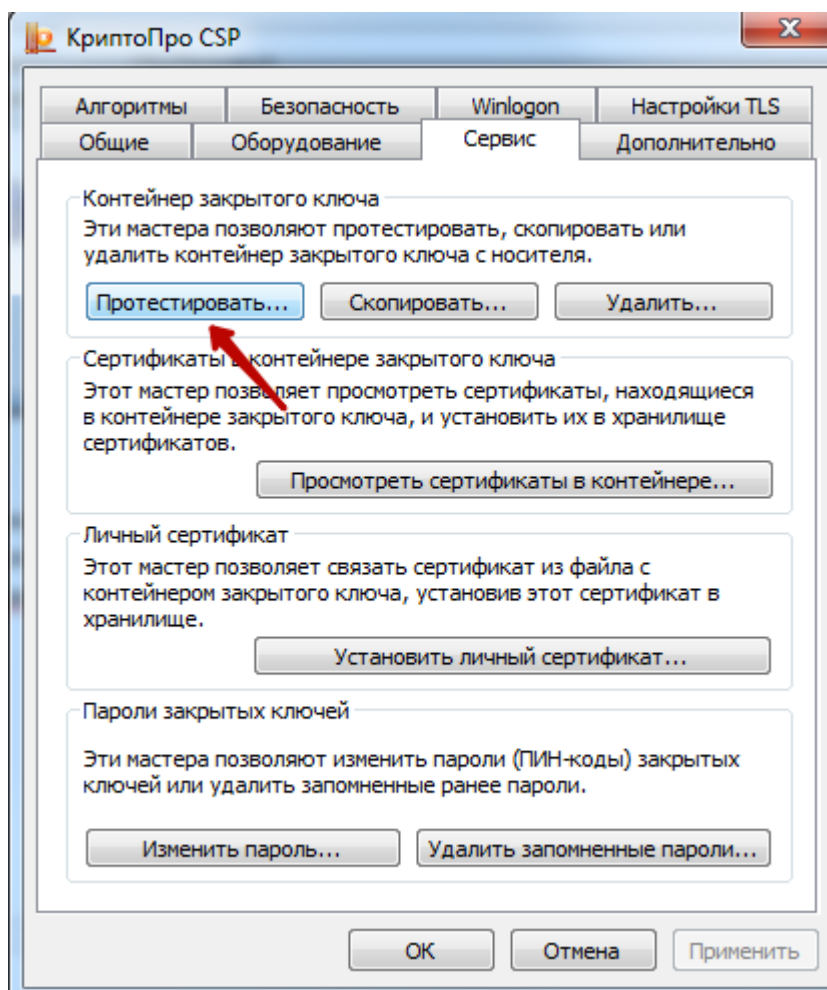 КриптоПро CSP
Алгоритмы Безопасность Winlogon Настройки TLS
Общие Оборудование Сервис Дополнительно
Контейнер закрытого ключа
Эти мастера позволяют протестировать, скопировать или
удалить контейнер закрытого ключа с носителя.
Протестировать... Скопировать... Удалить...
Сертификаты в контейнере закрытого ключа
Этот мастер позволяет просмотреть сертификаты, находящиеся
в контейнере закрытого ключа, и установить их в хранилище
сертификатов.
Просмотреть сертификаты в контейнере...
Личный сертификат
Этот мастер позволяет связать сертификат из файла с
контейнером закрытого ключа, установив этот сертификат в
хранилище.
Установить личный сертификат...
Пароли закрытых ключей
Эти мастера позволяют изменить пароли (ПИН-коды) закрытых
ключей или удалить запомненные ранее пароли.
Изменить пароль... Удалить запомненные пароли...
ОК Отмена Применить